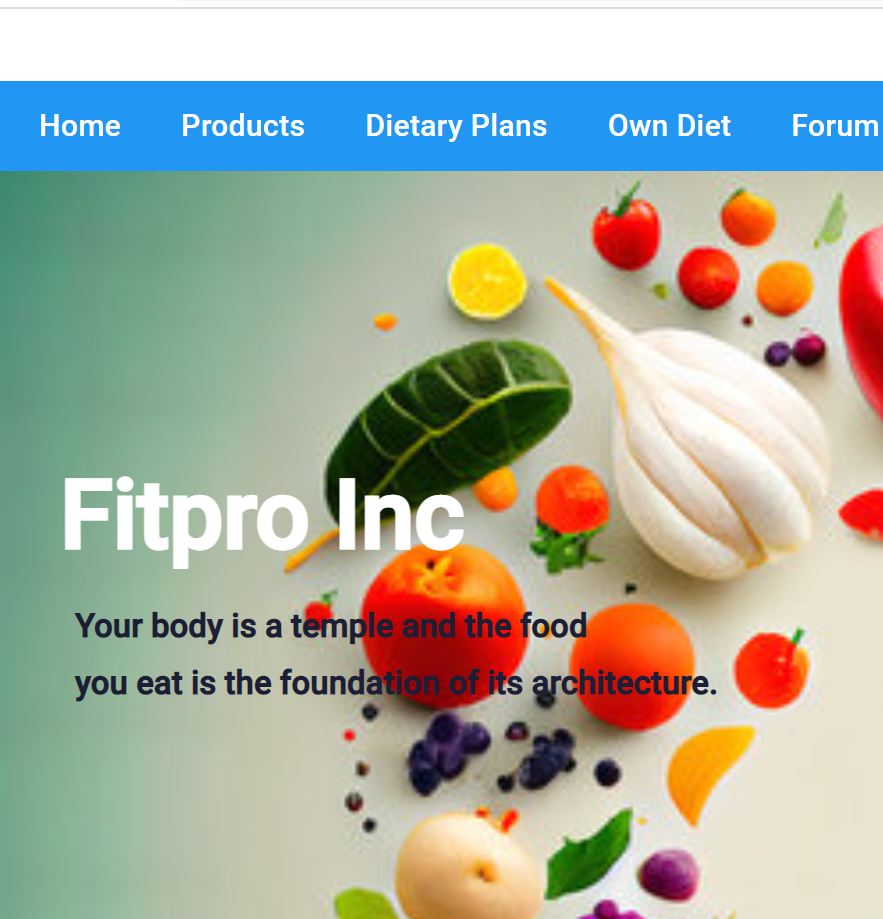 Home Products Dietary Plans Own Diet Forum
Fitpro Inc
Your body is a temple and the food
you eat is the foundation of its architecture.